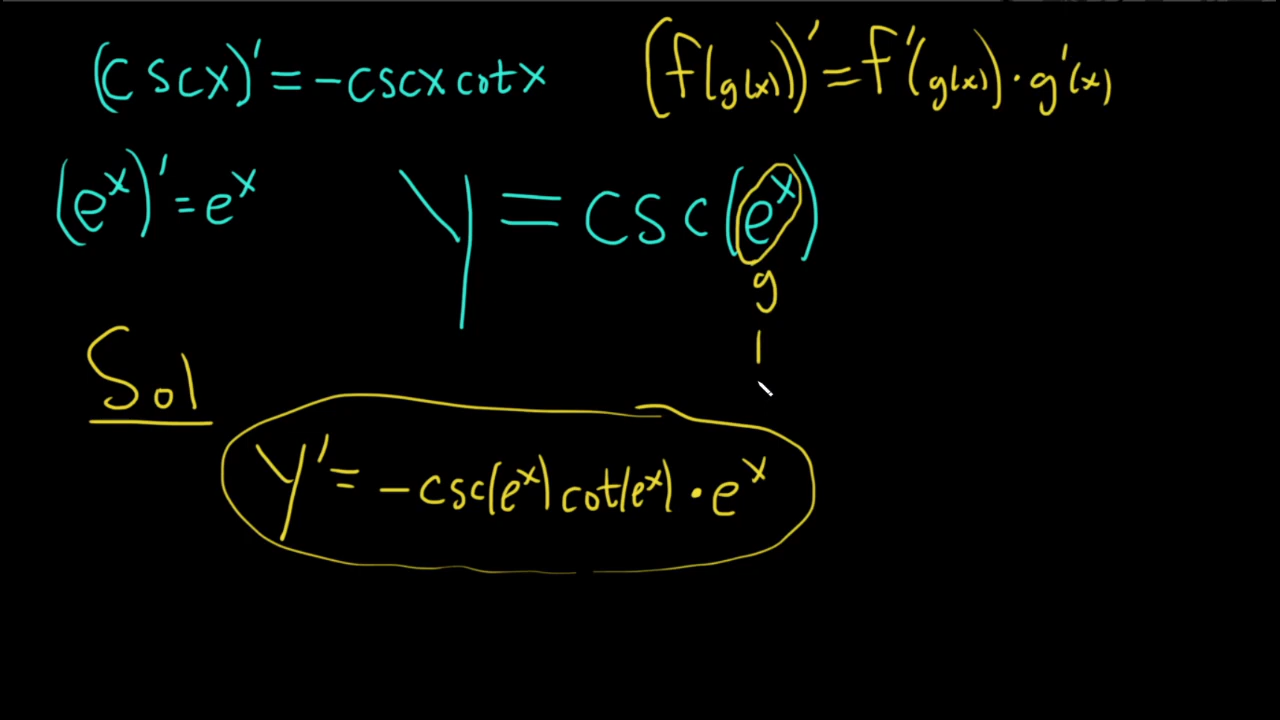 (cscx)' = -cscx cotx
(f(g(x)))' = f'(g(x)) · g'(x)
(e^x)' = e^x
y = csc(e^x)
g
Sol
y' = -csc(e^x) cot(e^x) · e^x